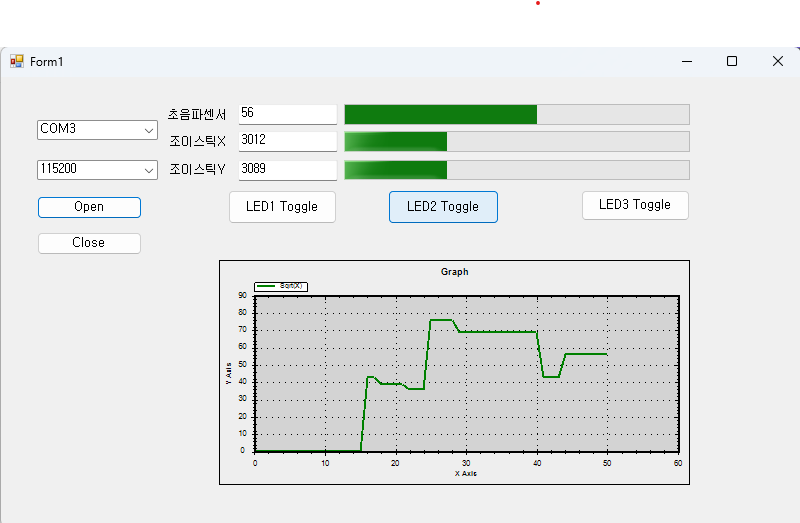 Form1
COM3
초음파센서 56
조이스틱X 3012
115200
조이스틱Y 3089
Open
LED1 Toggle LED2 Toggle LED3 Toggle
Close
Graph
Sqrt(X)
90
80
70
60
50
40
30
20
10
0
Y Axis
0 10 20 30 40 50 60
X Axis